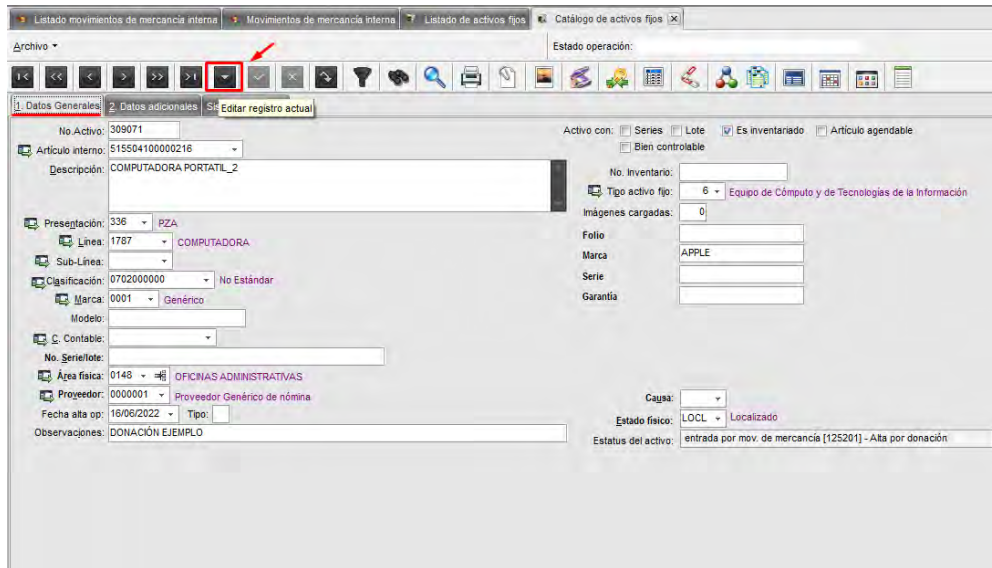 Listado movimientos de mercancía interna Movimientos de mercancía interna Listado de activos fijos Catálogo de activos fijos
Archivo Estado operación:
1. Datos Generales 2. Datos adicionales Editar registro actual
No.Activo: 309071 Activo con: Series Lote Es inventariado Artículo agendable
Artículo interno: 515504100000216 Bien controlable
Descripción: COMPUTADORA PORTATIL_2 No. Inventario:
Tipo activo fijo: 6 Equipo de Cómputo y de Tecnologías de la Información
Imágenes cargadas: 0
Presentación: 336 PZA Folio
Línea: 1787 COMPUTADORA Marca APPLE
Sub-Línea: Serie
Clasificación: 0702000000 No Estándar Garantía
Marca: 0001 Genérico
Modelo:
C. Contable:
No. Serie/lote:
Área física: 0148 OFICINAS ADMINISTRATIVAS
Proveedor: 0000001 Proveedor Genérico de nómina Causa:
Fecha alta op: 16/06/2022 Tipo: Estado físico: LOCL Localizado
Observaciones: DONACIÓN EJEMPLO Estatus del activo: entrada por mov. de mercancía [125201] - Alta por donación